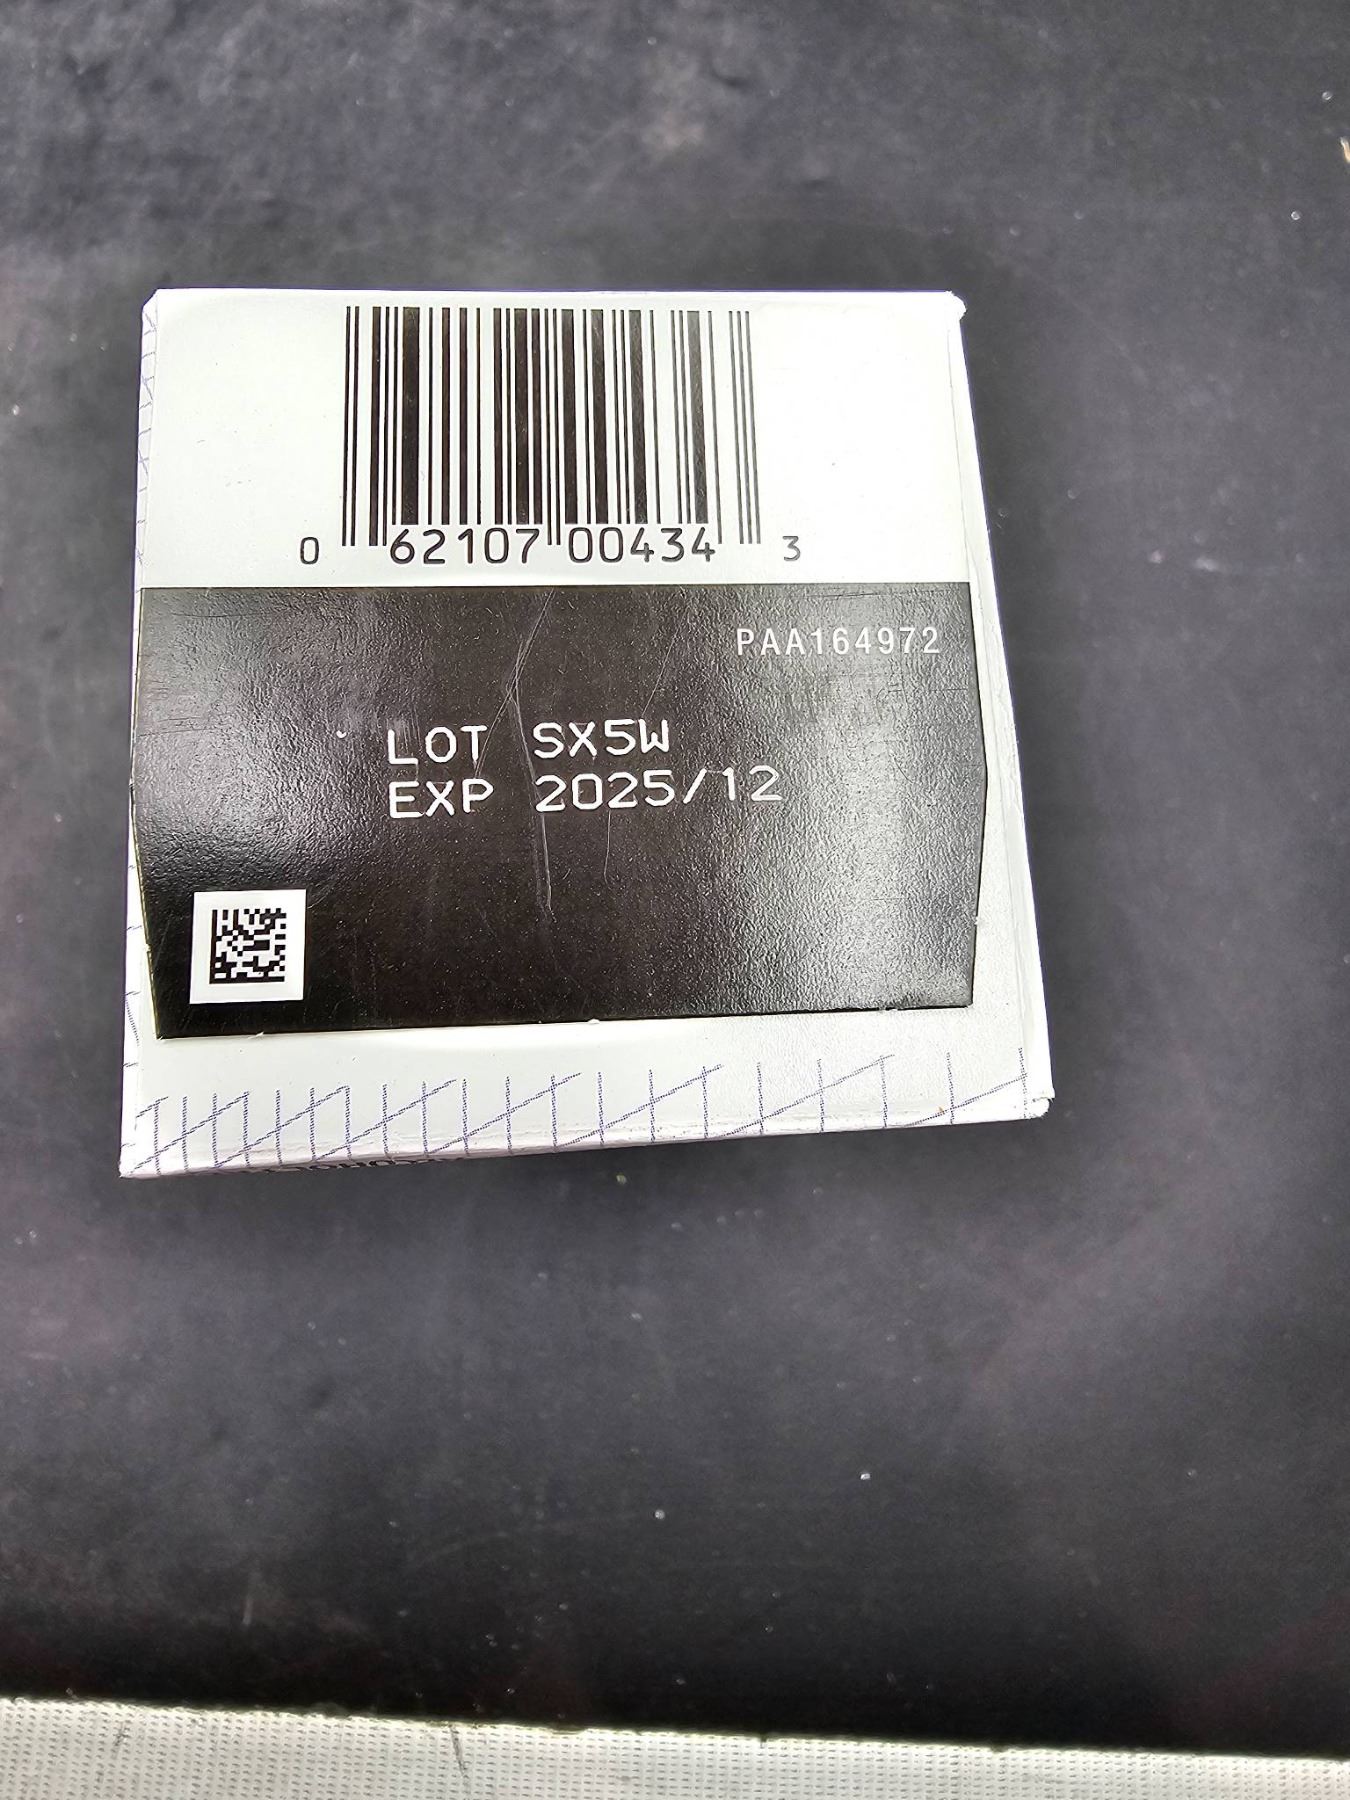 0 62107 00434 3
PAA164972
LOT SX5W
EXP 2025/12